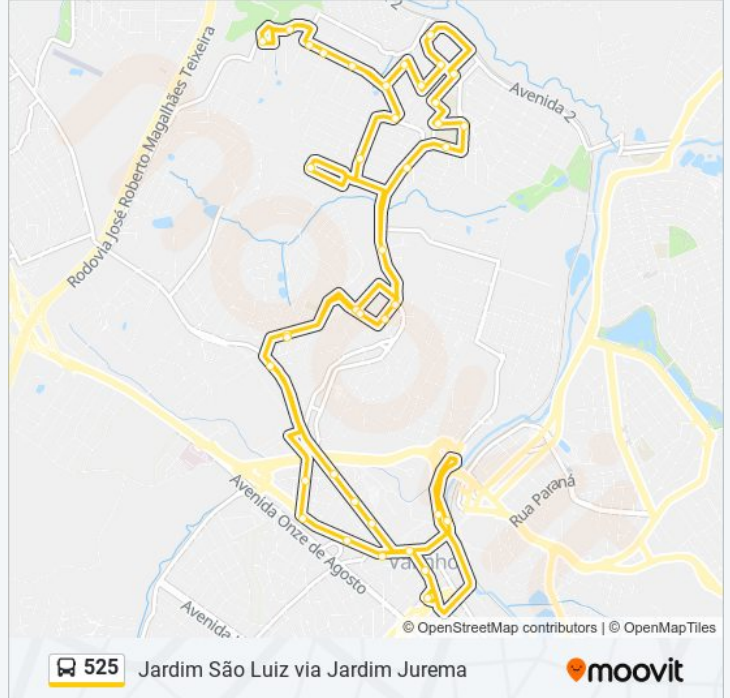 2
Avenida 2
Rodovia José Roberto Magalhães Teixeira
Rua Paraná
Avenida Onze de Agosto
Avenida
© OpenStreetMap contributors | © OpenMapTiles
525 Jardim São Luiz via Jardim Jurema
moovit